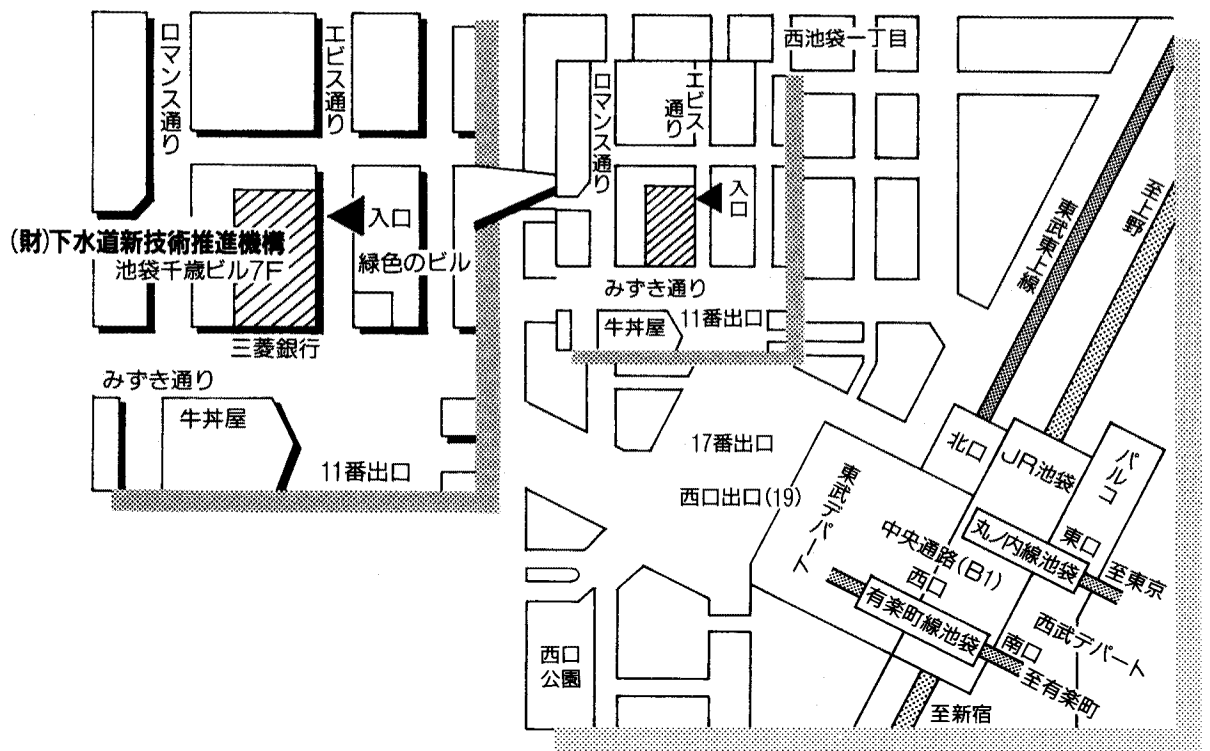 ロマンス通り
エビス通り
入口
(財)下水道新技術推進機構
池袋千歳ビル7F
緑色のビル
三菱銀行
みずき通り
牛丼屋
11番出口
ロマンス通り
エビス
通り
西池袋一丁目
入口
みずき通り
牛丼屋
11番出口
東武東上線
至上野
17番出口
西口出口(19)
東武デパート
北口
JR池袋
パルコ
中央通路(B1)
丸ノ内線池袋
東口
至東京
西口
有楽町線池袋
南口
西武デパート
至有楽町
至新宿
西口
公園